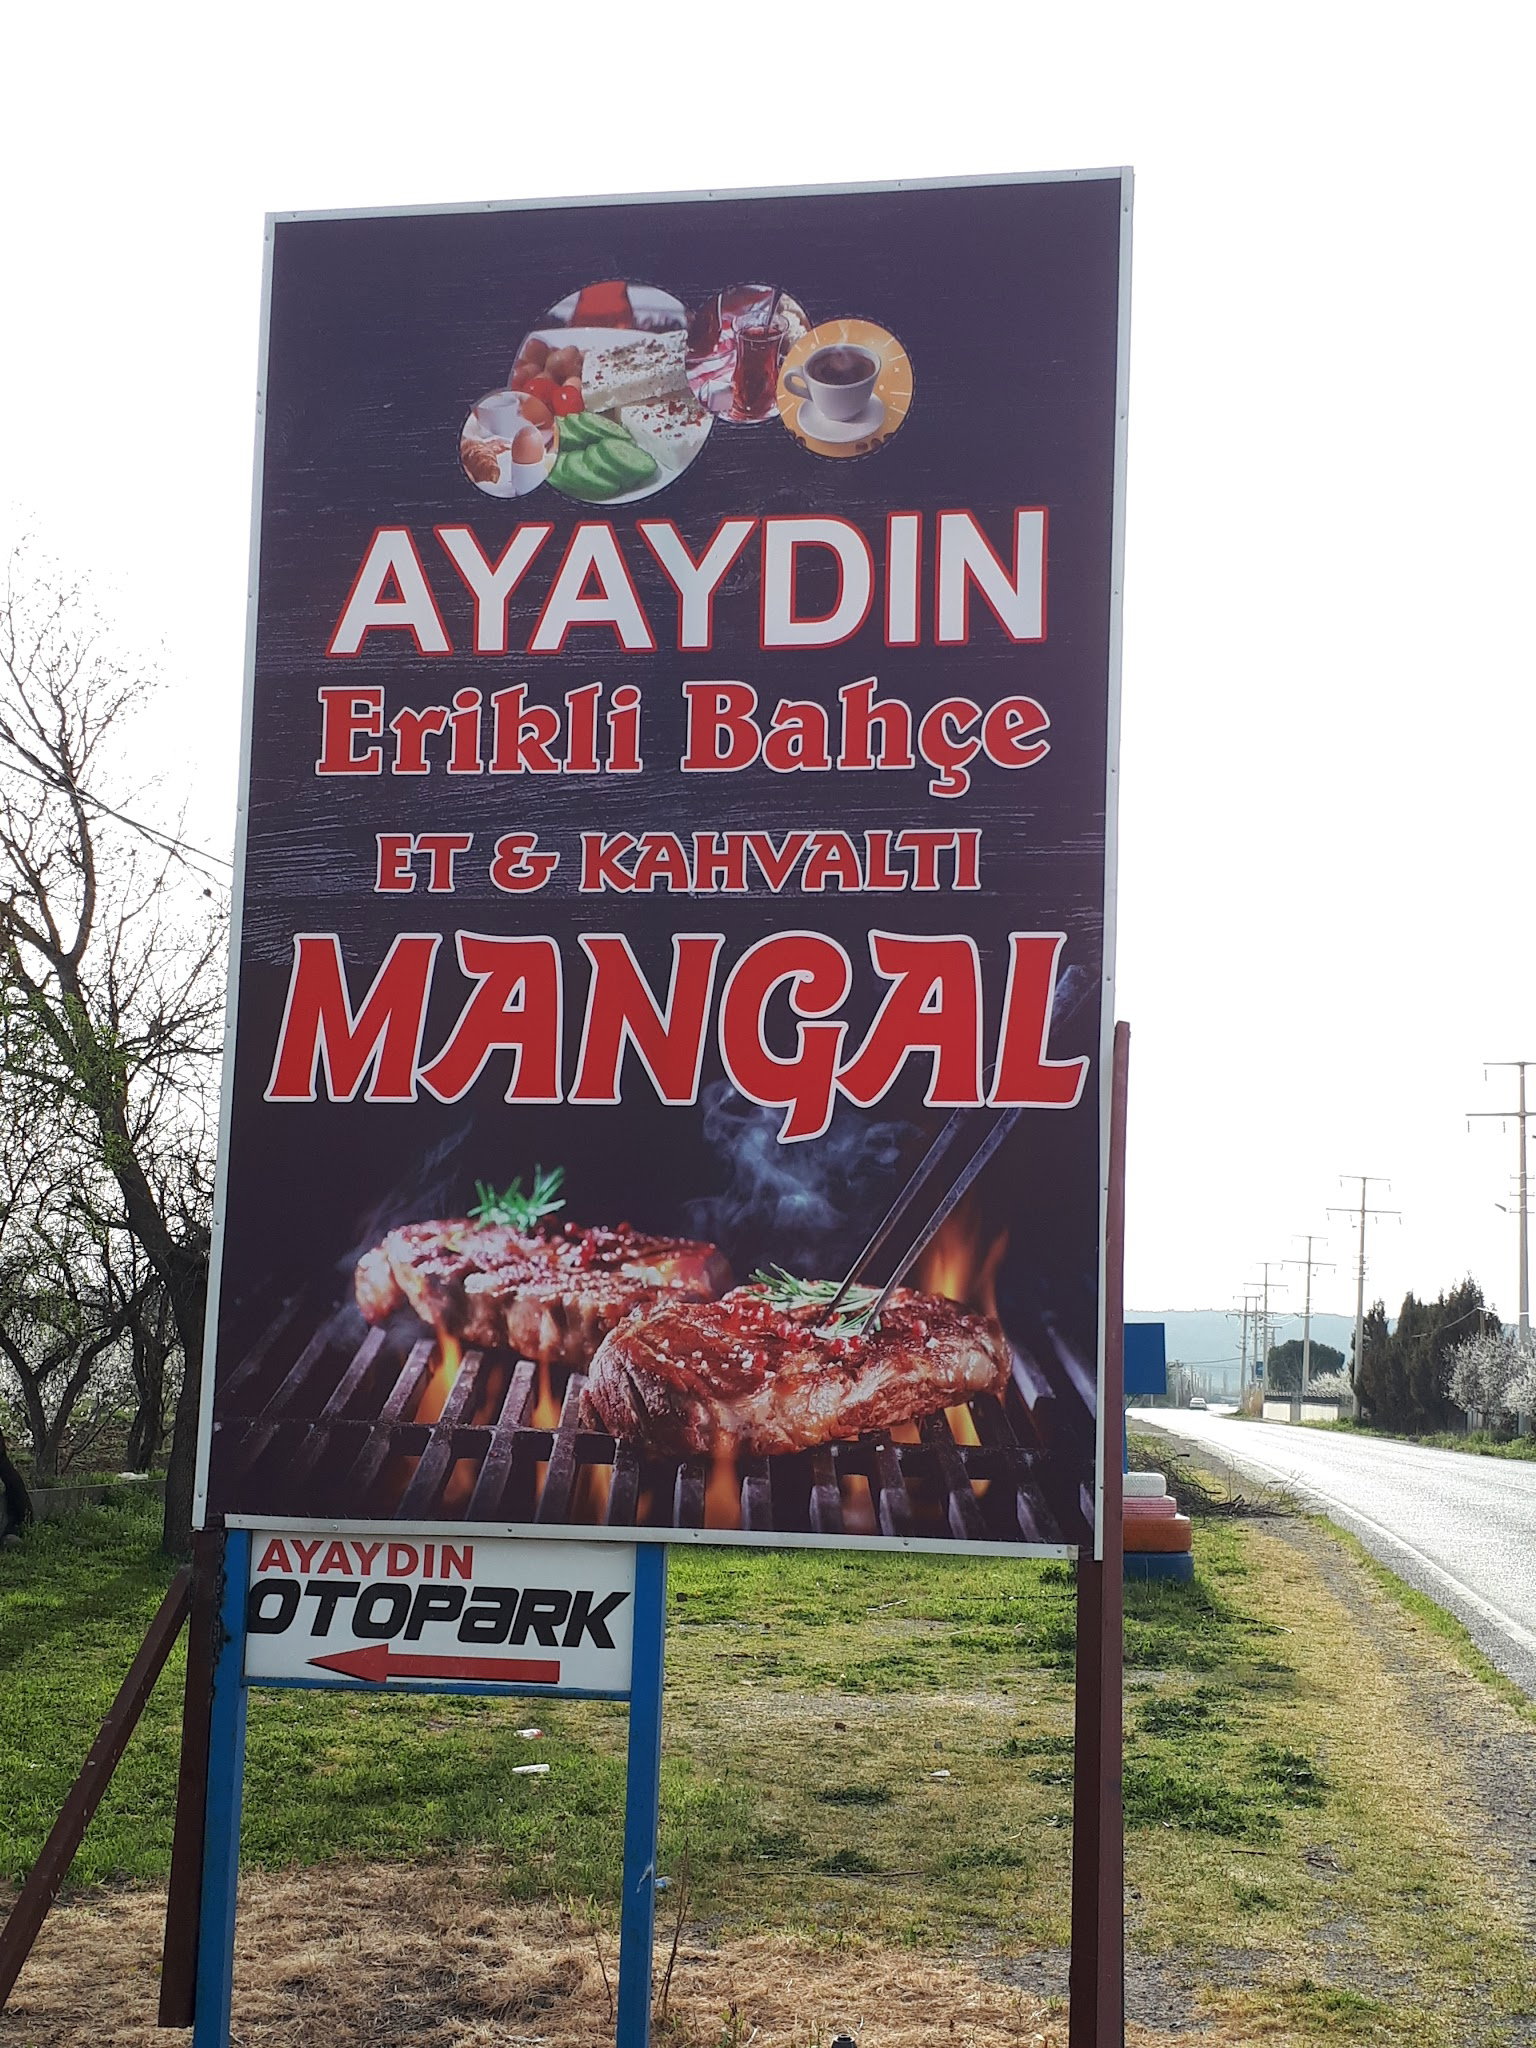 AYAYDIN
Erikli Bahçe
ET & KAHVALTI
MANGAL
AYAYDIN
OTOPARK